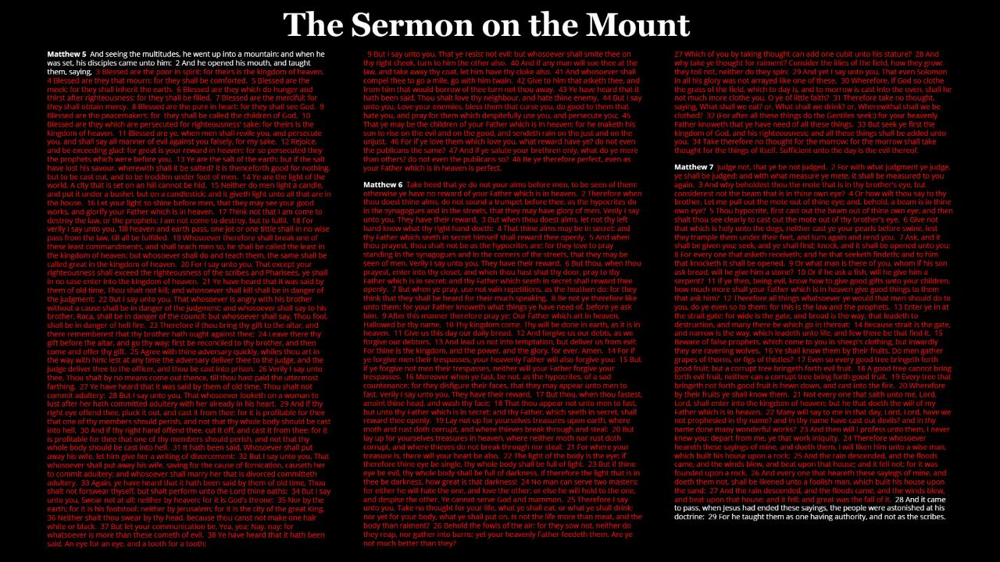 The Sermon on the Mount
Matthew 5 And seeing the multitudes, he went up into a mountain: and when he
was set, his disciples came unto him: 2 And he opened his mouth, and taught
them, saying, 3 Blessed are the poor in spirit: for theirs is the kingdom of heaven.
4 Blessed are they that mourn: for they shall be comforted. 5 Blessed are the
meek: for they shall inherit the earth. 6 Blessed are they which do hunger and
thirst after righteousness: for they shall be filled. 7 Blessed are the merciful: for
they shall obtain mercy. 8 Blessed are the pure in heart: for they shall see God. 9
Blessed are the peacemakers: for they shall be called the children of God. 10
Blessed are they which are persecuted for righteousness' sake: for theirs is the
kingdom of heaven. 11 Blessed are ye, when men shall revile you, and persecute
you, and shall say all manner of evil against you falsely, for my sake. 12 Rejoice,
and be exceeding glad: for great is your reward in heaven: for so persecuted they
the prophets which were before you. 13 Ye are the salt of the earth: but if the salt
have lost his savour, wherewith shall it be salted? it is thenceforth good for nothing,
but to be cast out, and to be trodden under foot of men. 14 Ye are the light of the
world. A city that is set on an hill cannot be hid. 15 Neither do men light a candle,
and put it under a bushel, but on a candlestick; and it giveth light unto all that are in
the house. 16 Let your light so shine before men, that they may see your good
works, and glorify your Father which is in heaven. 17 Think not that I am come to
destroy the law, or the prophets: I am not come to destroy, but to fulfil. 18 For
verily I say unto you, Till heaven and earth pass, one jot or one tittle shall in no wise
pass from the law, till all be fulfilled. 19 Whosoever therefore shall break one of
these least commandments, and shall teach men so, he shall be called the least in
the kingdom of heaven: but whosoever shall do and teach them, the same shall be
called great in the kingdom of heaven. 20 For I say unto you, That except your
righteousness shall exceed the righteousness of the scribes and Pharisees, ye shall
in no case enter into the kingdom of heaven. 21 Ye have heard that it was said by
them of old time, Thou shalt not kill; and whosoever shall kill shall be in danger of
the judgment: 22 But I say unto you, That whosoever is angry with his brother
without a cause shall be in danger of the judgment: and whosoever shall say to his
brother, Raca, shall be in danger of the council: but whosoever shall say, Thou fool,
shall be in danger of hell fire. 23 Therefore if thou bring thy gift to the altar, and
there rememberest that thy brother hath ought against thee; 24 Leave there thy
gift before the altar, and go thy way; first be reconciled to thy brother, and then
come and offer thy gift. 25 Agree with thine adversary quickly, whiles thou art in
the way with him; lest at any time the adversary deliver thee to the judge, and the
judge deliver thee to the officer, and thou be cast into prison. 26 Verily I say unto
thee, Thou shalt by no means come out thence, till thou hast paid the uttermost
farthing. 27 Ye have heard that it was said by them of old time, Thou shalt not
commit adultery: 28 But I say unto you, That whosoever looketh on a woman to
lust after her hath committed adultery with her already in his heart. 29 And if thy
right eye offend thee, pluck it out, and cast it from thee: for it is profitable for thee
that one of thy members should perish, and not that thy whole body should be cast
into hell. 30 And if thy right hand offend thee, cut it off, and cast it from thee: for it
is profitable for thee that one of thy members should perish, and not that thy
whole body should be cast into hell. 31 It hath been said, Whosoever shall put
away his wife, let him give her a writing of divorcement: 32 But I say unto you, That
whosoever shall put away his wife, saving for the cause of fornication, causeth her
to commit adultery: and whosoever shall marry her that is divorced committeth
adultery. 33 Again, ye have heard that it hath been said by them of old time, Thou
shalt not forswear thyself, but shalt perform unto the Lord thine oaths: 34 But I say
unto you, Swear not at all; neither by heaven; for it is God's throne: 35 Nor by the
earth; for it is his footstool: neither by Jerusalem; for it is the city of the great King.
36 Neither shalt thou swear by thy head, because thou canst not make one hair
white or black. 37 But let your communication be, Yea, yea; Nay, nay: for
whatsoever is more than these cometh of evil. 38 Ye have heard that it hath been
said, An eye for an eye, and a tooth for a tooth:
9 But I say unto you, That ye resist not evil: but whosoever shall smite thee on
thy right cheek, turn to him the other also. 40 And if any man will sue thee at the
law, and take away thy coat, let him have thy cloke also. 41 And whosoever shall
compel thee to go a mile, go with him twain. 42 Give to him that asketh thee, and
from him that would borrow of thee turn not thou away. 43 Ye have heard that it
hath been said, Thou shalt love thy neighbour, and hate thine enemy. 44 But I say
unto you, Love your enemies, bless them that curse you, do good to them that
hate you, and pray for them which despitefully use you, and persecute you; 45
That ye may be the children of your Father which is in heaven: for he maketh his
sun to rise on the evil and on the good, and sendeth rain on the just and on the
unjust. 46 For if ye love them which love you, what reward have ye? do not even
the publicans the same? 47 And if ye salute your brethren only, what do ye more
than others? do not even the publicans so? 48 Be ye therefore perfect, even as
your Father which is in heaven is perfect.
Matthew 6 Take heed that ye do not your alms before men, to be seen of them:
otherwise ye have no reward of your Father which is in heaven. 2 Therefore when
thou doest thine alms, do not sound a trumpet before thee, as the hypocrites do
in the synagogues and in the streets, that they may have glory of men. Verily I say
unto you, They have their reward. 3 But when thou doest alms, let not thy left
hand know what thy right hand doeth: 4 That thine alms may be in secret: and
thy Father which seeth in secret himself shall reward thee openly. 5 And when
thou prayest, thou shalt not be as the hypocrites are: for they love to pray
standing in the synagogues and in the corners of the streets, that they may be
seen of men. Verily I say unto you, They have their reward. 6 But thou, when thou
prayest, enter into thy closet, and when thou hast shut thy door, pray to thy
Father which is in secret; and thy Father which seeth in secret shall reward thee
openly. 7 But when ye pray, use not vain repetitions, as the heathen do: for they
think that they shall be heard for their much speaking. 8 Be not ye therefore like
unto them: for your Father knoweth what things ye have need of, before ye ask
him. 9 After this manner therefore pray ye: Our Father which art in heaven,
Hallowed be thy name. 10 Thy kingdom come. Thy will be done in earth, as it is in
heaven. 11 Give us this day our daily bread. 12 And forgive us our debts, as we
forgive our debtors. 13 And lead us not into temptation, but deliver us from evil:
For thine is the kingdom, and the power, and the glory, for ever. Amen. 14 For if
ye forgive men their trespasses, your heavenly Father will also forgive you: 15 But
if ye forgive not men their trespasses, neither will your Father forgive your
trespasses. 16 Moreover when ye fast, be not, as the hypocrites, of a sad
countenance: for they disfigure their faces, that they may appear unto men to
fast. Verily I say unto you, They have their reward. 17 But thou, when thou fastest,
anoint thine head, and wash thy face; 18 That thou appear not unto men to fast,
but unto thy Father which is in secret: and thy Father, which seeth in secret, shall
reward thee openly. 19 Lay not up for yourselves treasures upon earth, where
moth and rust doth corrupt, and where thieves break through and steal: 20 But
lay up for yourselves treasures in heaven, where neither moth nor rust doth
corrupt, and where thieves do not break through nor steal: 21 For where your
treasure is, there will your heart be also. 22 The light of the body is the eye: if
therefore thine eye be single, thy whole body shall be full of light. 23 But if thine
eye be evil, thy whole body shall be full of darkness. If therefore the light that is in
thee be darkness, how great is that darkness! 24 No man can serve two masters:
for either he will hate the one, and love the other; or else he will hold to the one,
and despise the other. Ye cannot serve God and mammon. 25 Therefore I say
unto you, Take no thought for your life, what ye shall eat, or what ye shall drink;
nor yet for your body, what ye shall put on. Is not the life more than meat, and the
body than raiment? 26 Behold the fowls of the air: for they sow not, neither do
they reap, nor gather into barns; yet your heavenly Father feedeth them. Are ye
not much better than they?
27 Which of you by taking thought can add one cubit unto his stature? 28 And
why take ye thought for raiment? Consider the lilies of the field, how they grow;
they toil not, neither do they spin: 29 And yet I say unto you, That even Solomon
in all his glory was not arrayed like one of these. 30 Wherefore, if God so clothe
the grass of the field, which to day is, and to morrow is cast into the oven, shall he
not much more clothe you, O ye of little faith? 31 Therefore take no thought,
saying, What shall we eat? or, What shall we drink? or, Wherewithal shall we be
clothed? 32 (For after all these things do the Gentiles seek:) for your heavenly
Father knoweth that ye have need of all these things. 33 But seek ye first the
kingdom of God, and his righteousness; and all these things shall be added unto
you. 34 Take therefore no thought for the morrow: for the morrow shall take
thought for the things of itself. Sufficient unto the day is the evil thereof.
Matthew 7 Judge not, that ye be not judged. 2 For with what judgment ye judge,
ye shall be judged: and with what measure ye mete, it shall be measured to you
again. 3 And why beholdest thou the mote that is in thy brother's eye, but
considerest not the beam that is in thine own eye? 4 Or how wilt thou say to thy
brother, Let me pull out the mote out of thine eye; and, behold, a beam is in thine
own eye? 5 Thou hypocrite, first cast out the beam out of thine own eye; and then
shalt thou see clearly to cast out the mote out of thy brother's eye. 6 Give not
that which is holy unto the dogs, neither cast ye your pearls before swine, lest
they trample them under their feet, and turn again and rend you. 7 Ask, and it
shall be given you; seek, and ye shall find; knock, and it shall be opened unto you:
8 For every one that asketh receiveth; and he that seeketh findeth; and to him
that knocketh it shall be opened. 9 Or what man is there of you, whom if his son
ask bread, will he give him a stone? 10 Or if he ask a fish, will he give him a
serpent? 11 If ye then, being evil, know how to give good gifts unto your children,
how much more shall your Father which is in heaven give good things to them
that ask him? 12 Therefore all things whatsoever ye would that men should do to
you, do ye even so to them: for this is the law and the prophets. 13 Enter ye in at
the strait gate: for wide is the gate, and broad is the way, that leadeth to
destruction, and many there be which go in thereat: 14 Because strait is the gate,
and narrow is the way, which leadeth unto life, and few there be that find it. 15
Beware of false prophets, which come to you in sheep's clothing, but inwardly
they are ravening wolves. 16 Ye shall know them by their fruits. Do men gather
grapes of thorns, or figs of thistles? 17 Even so every good tree bringeth forth
good fruit; but a corrupt tree bringeth forth evil fruit. 18 A good tree cannot bring
forth evil fruit, neither can a corrupt tree bring forth good fruit. 19 Every tree that
bringeth not forth good fruit is hewn down, and cast into the fire. 20 Wherefore
by their fruits ye shall know them. 21 Not every one that saith unto me, Lord,
Lord, shall enter into the kingdom of heaven; but he that doeth the will of my
Father which is in heaven. 22 Many will say to me in that day, Lord, Lord, have we
not prophesied in thy name? and in thy name have cast out devils? and in thy
name done many wonderful works? 23 And then will I profess unto them, I never
knew you: depart from me, ye that work iniquity. 24 Therefore whosoever
heareth these sayings of mine, and doeth them, I will liken him unto a wise man,
which built his house upon a rock: 25 And the rain descended, and the floods
came, and the winds blew, and beat upon that house; and it fell not: for it was
founded upon a rock. 26 And every one that heareth these sayings of mine, and
doeth them not, shall be likened unto a foolish man, which built his house upon
the sand: 27 And the rain descended, and the floods came, and the winds blew,
and beat upon that house; and it fell: and great was the fall of it. 28 And it came
to pass, when Jesus had ended these sayings, the people were astonished at his
doctrine: 29 For he taught them as one having authority, and not as the scribes.